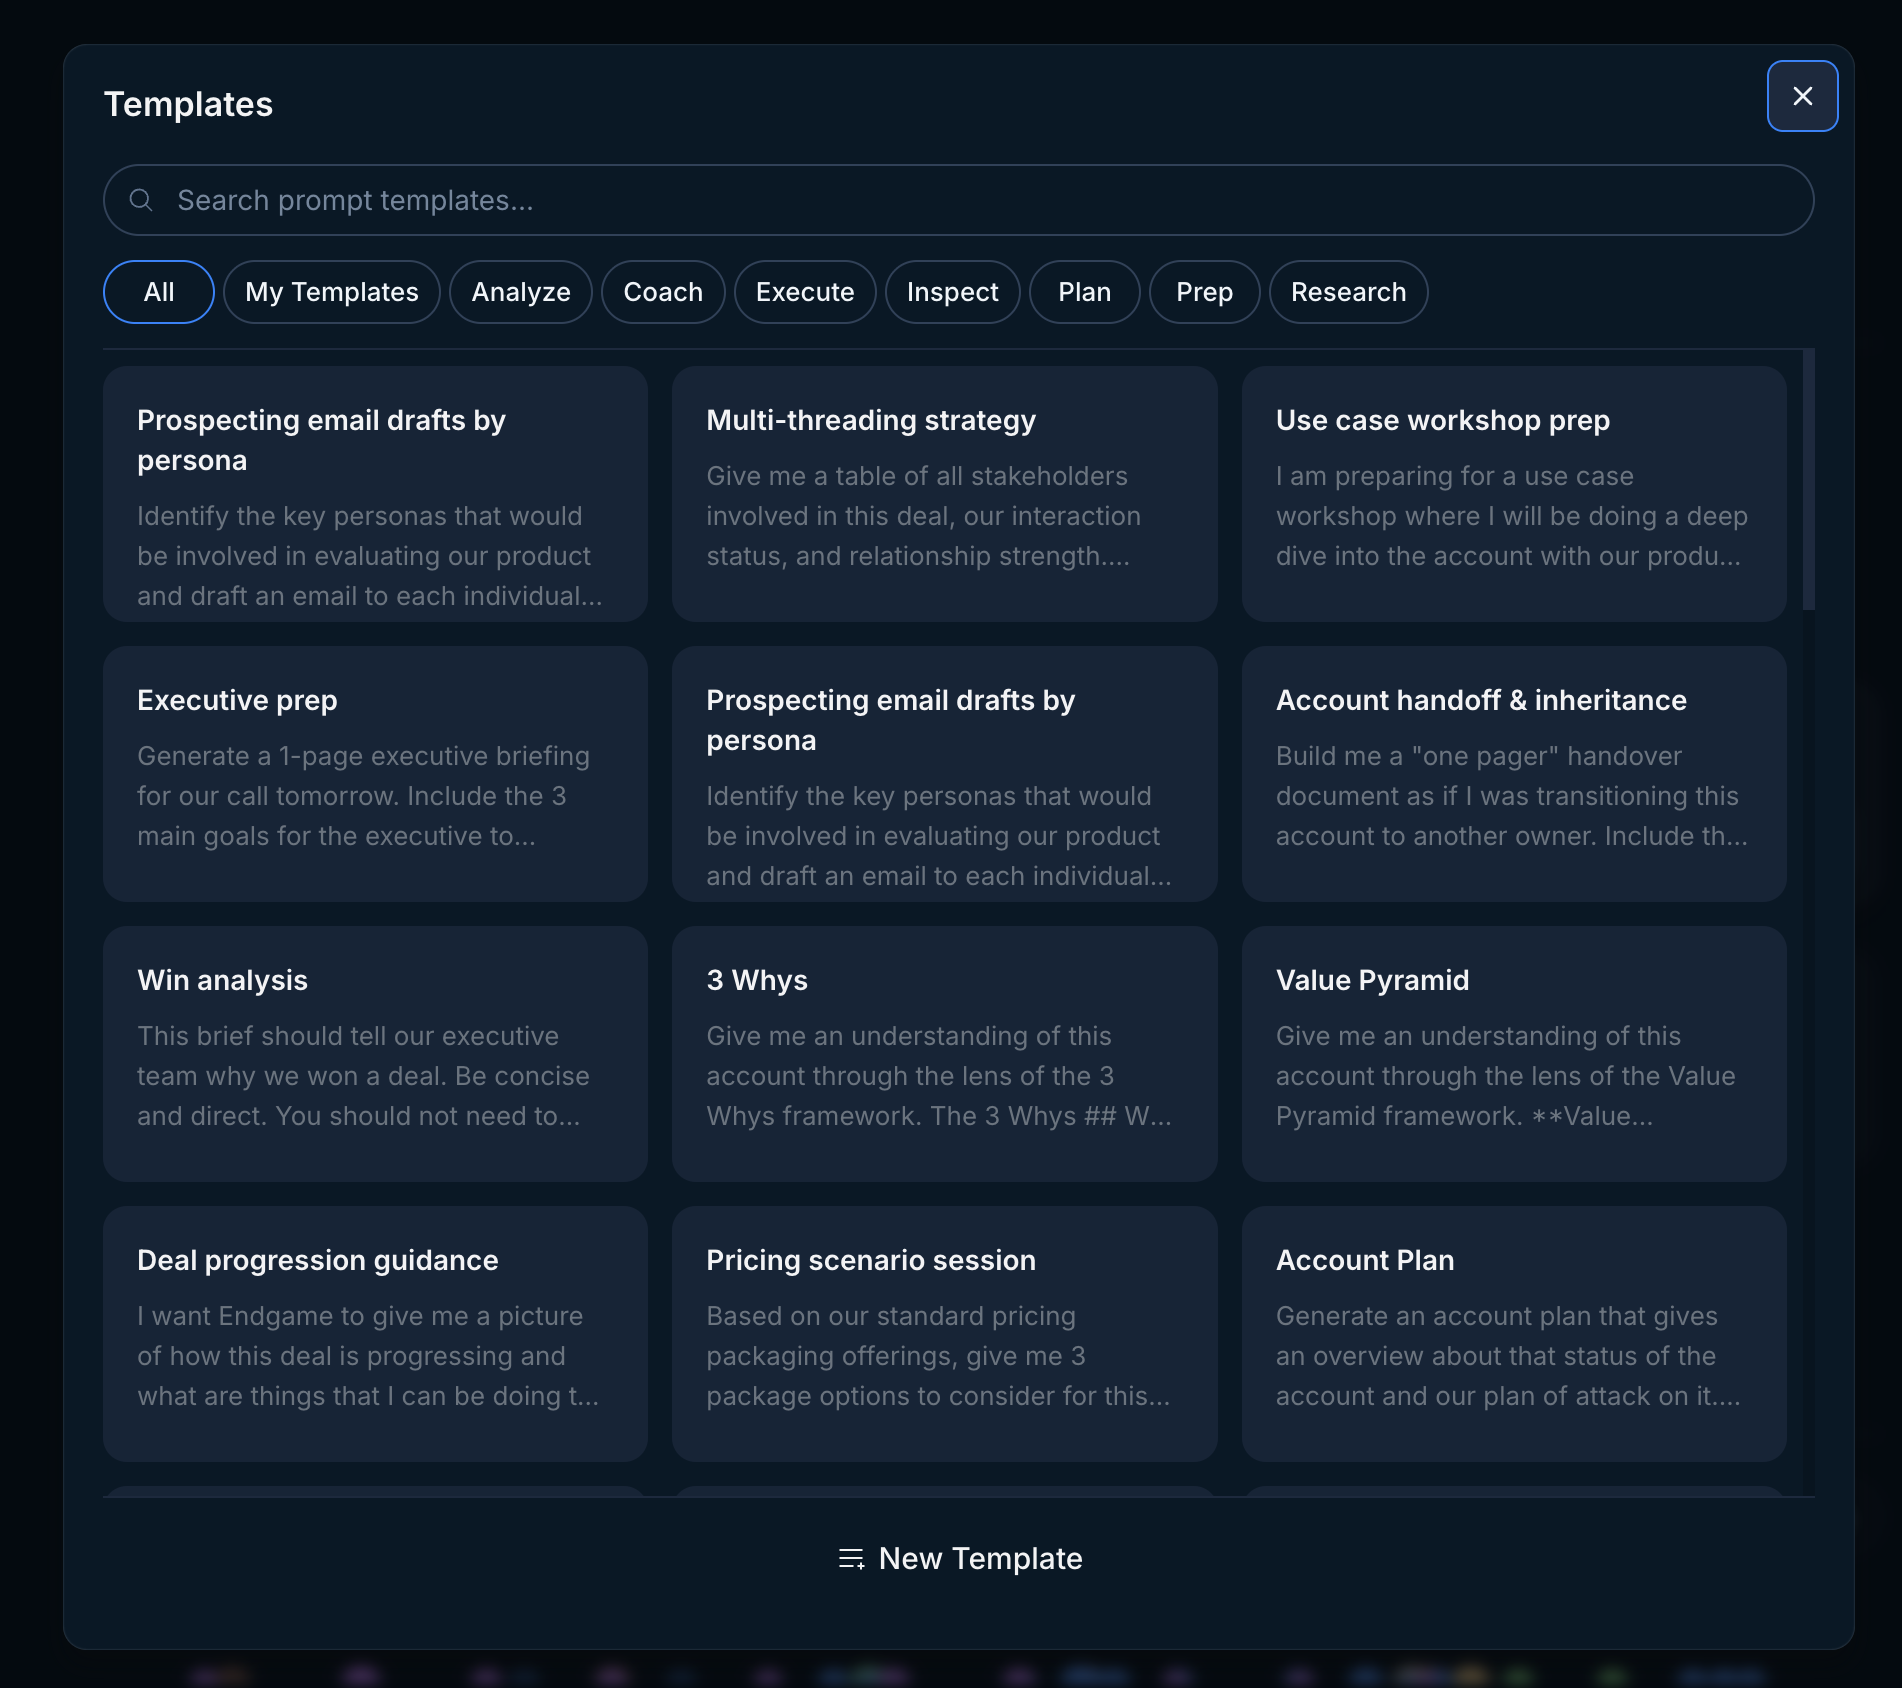 Templates
Search prompt templates...
All
My Templates
Analyze
Coach
Execute
Inspect
Plan
Prep
Research
Prospecting email drafts by
persona
Identify the key personas that would
be involved in evaluating our product
and draft an email to each individual...
Multi-threading strategy
Give me a table of all stakeholders
involved in this deal, our interaction
status, and relationship strength....
Use case workshop prep
I am preparing for a use case
workshop where I will be doing a deep
dive into the account with our produ...
Executive prep
Generate a 1-page executive briefing
for our call tomorrow. Include the 3
main goals for the executive to...
Prospecting email drafts by
persona
Identify the key personas that would
be involved in evaluating our product
and draft an email to each individual...
Account handoff & inheritance
Build me a "one pager" handover
document as if I was transitioning this
account to another owner. Include th...
Win analysis
This brief should tell our executive
team why we won a deal. Be concise
and direct. You should not need to...
3 Whys
Give me an understanding of this
account through the lens of the 3
Whys framework. The 3 Whys ## W...
Value Pyramid
Give me an understanding of this
account through the lens of the Value
Pyramid framework. **Value...
Deal progression guidance
I want Endgame to give me a picture
of how this deal is progressing and
what are things that I can be doing t...
Pricing scenario session
Based on our standard pricing
packaging offerings, give me 3
package options to consider for this...
Account Plan
Generate an account plan that gives
an overview about that status of the
account and our plan of attack on it....
New Template